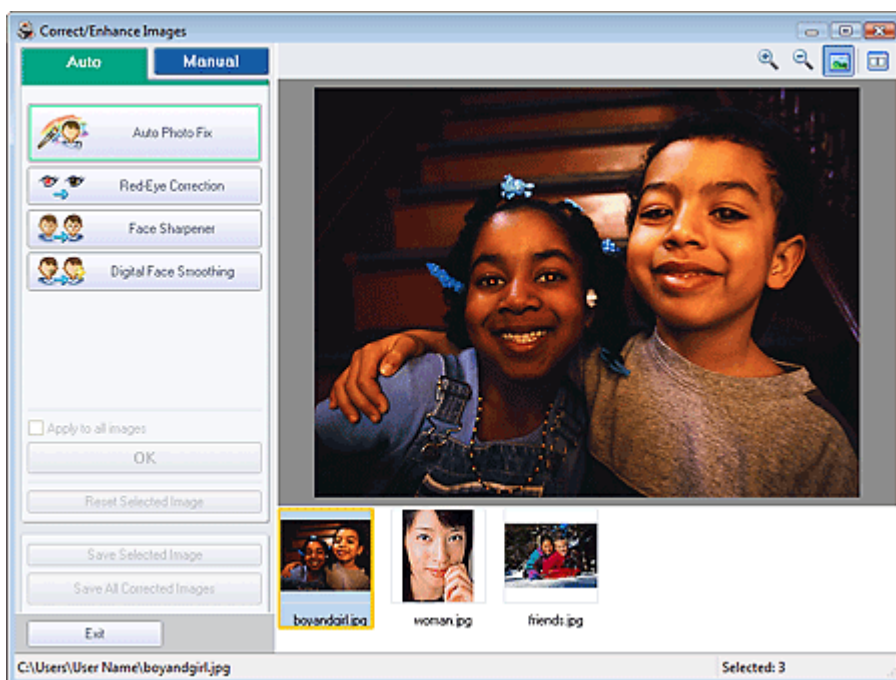 Correct/Enhance Images
Auto
Manual
Auto Photo Fix
Red-Eye Correction
Face Sharpener
Digital Face Smoothing
Apply to all images
OK
Reset Selected Image
Save Selected Image
Save All Corrected Images
Exit
boyandgirl.jpg
woman.jpg
friends.jpg
C:\Users\User Name\boyandgirl.jpg
Selected: 3